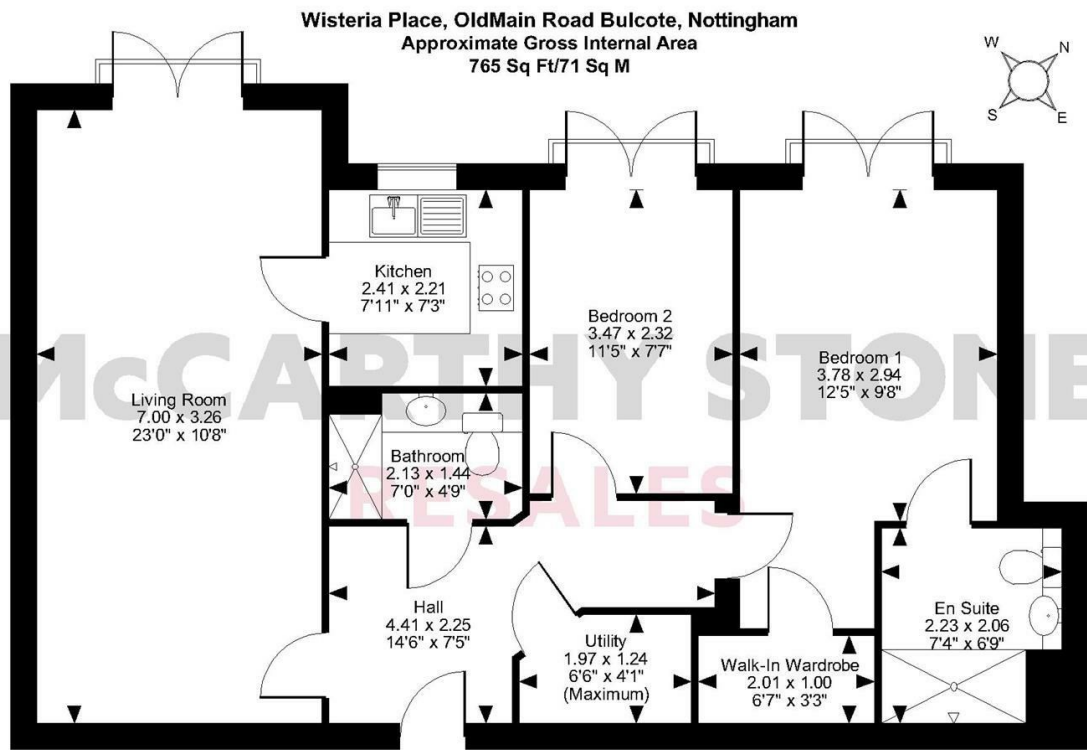 Wisteria Place, OldMain Road Bulcote, Nottingham
Approximate Gross Internal Area
765 Sq Ft/71 Sq M
W
N
S
E
McCARTHY STONE
RESALES
Living Room
7.00 x 3.26
23'0" x 10'8"
Kitchen
2.41 x 2.21
7'11" x 7'3"
Bedroom 2
3.47 x 2.32
11'5" x 7'7"
Bedroom 1
3.78 x 2.94
12'5" x 9'8"
Bathroom
2.13 x 1.44
7'0" x 4'9"
Hall
4.41 x 2.25
14'6" x 7'5"
Utility
1.97 x 1.24
6'6" x 4'1"
(Maximum)
Walk-In Wardrobe
2.01 x 1.00
6'7" x 3'3"
En Suite
2.23 x 2.06
7'4" x 6'9"